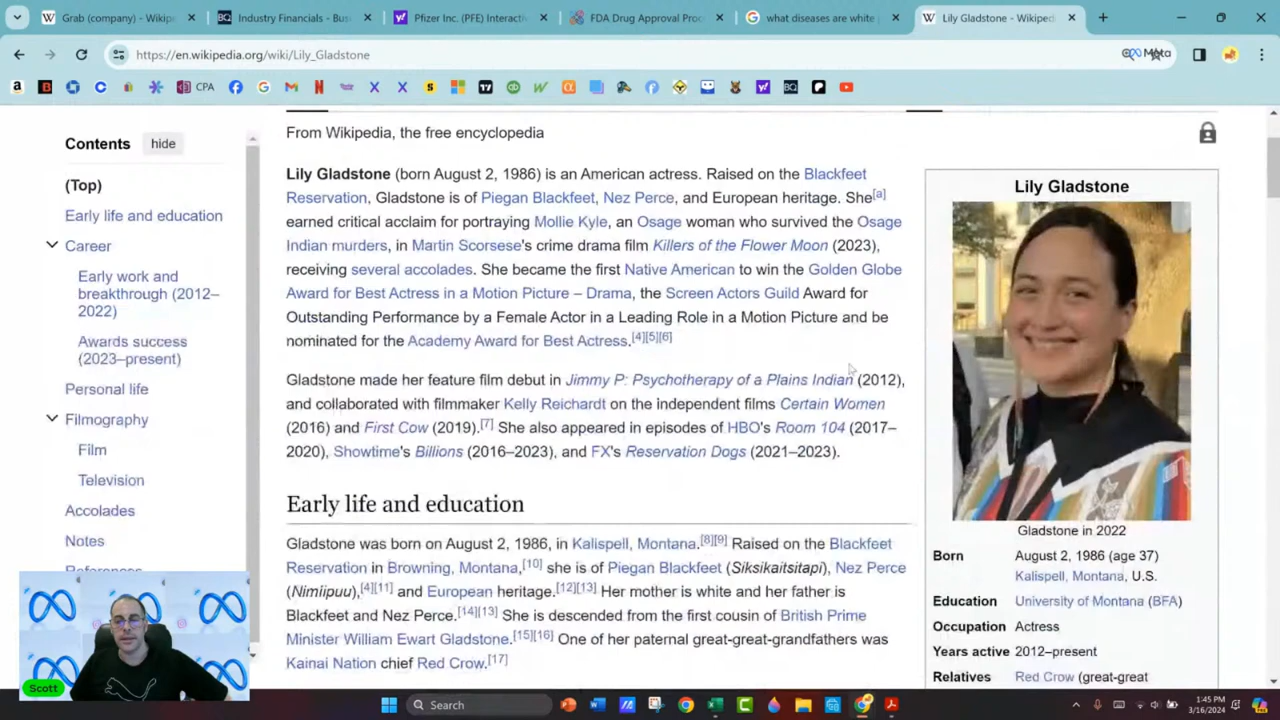 Grab (company) - Wikipe
Industry Financials - Bus
Pfizer Inc. (PFE) Interacti
FDA Drug Approval Proc
what diseases are white
Lily Gladstone - Wikiped
https://en.wikipedia.org/wiki/Lily_Gladstone
Meta
CPA
From Wikipedia, the free encyclopedia
Contents
hide
(Top)
Early life and education
Career
Early work and
breakthrough (2012–
2022)
Awards success
(2023–present)
Personal life
Filmography
Film
Television
Accolades
Notes
References
Lily Gladstone (born August 2, 1986) is an American actress. Raised on the Blackfeet
Reservation, Gladstone is of Piegan Blackfeet, Nez Perce, and European heritage. She[a]
earned critical acclaim for portraying Mollie Kyle, an Osage woman who survived the Osage
Indian murders, in Martin Scorsese's crime drama film Killers of the Flower Moon (2023),
receiving several accolades. She became the first Native American to win the Golden Globe
Award for Best Actress in a Motion Picture – Drama, the Screen Actors Guild Award for
Outstanding Performance by a Female Actor in a Leading Role in a Motion Picture and be
nominated for the Academy Award for Best Actress.[4][5][6]
Gladstone made her feature film debut in Jimmy P: Psychotherapy of a Plains Indian (2012),
and collaborated with filmmaker Kelly Reichardt on the independent films Certain Women
(2016) and First Cow (2019).[7] She also appeared in episodes of HBO's Room 104 (2017–
2020), Showtime's Billions (2016–2023), and FX's Reservation Dogs (2021–2023).
Early life and education
Gladstone was born on August 2, 1986, in Kalispell, Montana.[8][9] Raised on the Blackfeet
Reservation in Browning, Montana,[10] she is of Piegan Blackfeet (Siksikaitsitapi), Nez Perce
(Nimíipuu),[4][11] and European heritage.[12][13] Her mother is white and her father is
Blackfeet and Nez Perce.[14][13] She is descended from the first cousin of British Prime
Minister William Ewart Gladstone.[15][16] One of her paternal great-great-grandfathers was
Kainai Nation chief Red Crow.[17]
Lily Gladstone
Gladstone in 2022
Born August 2, 1986 (age 37)
Kalispell, Montana, U.S.
Education University of Montana (BFA)
Occupation Actress
Years active 2012–present
Relatives Red Crow (great-great
Scott
Search
1:45 PM
3/16/2024